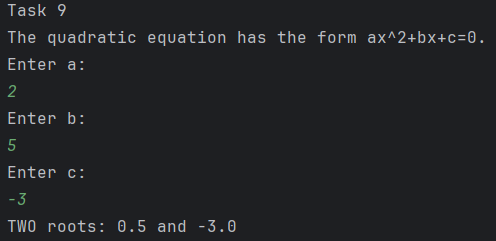 Task 9
The quadratic equation has the form ax^2+bx+c=0.
Enter a:
2
Enter b:
5
Enter c:
-3
TWO roots: 0.5 and -3.0